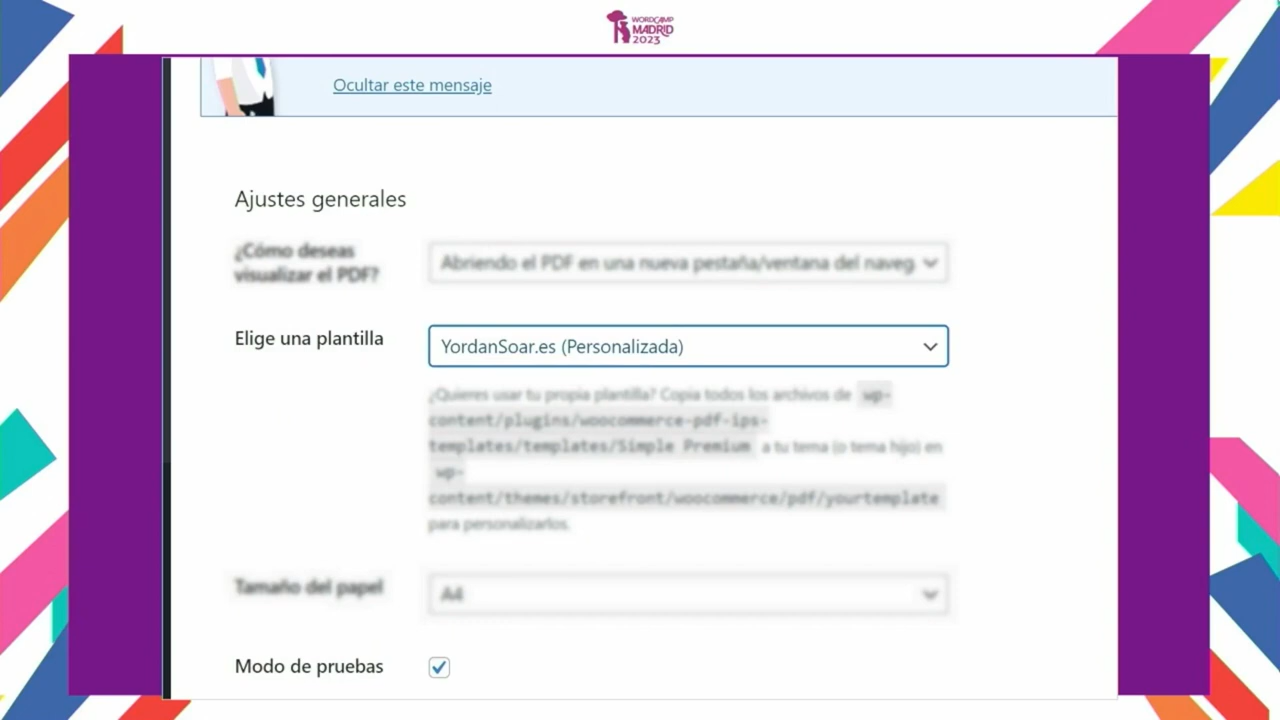 WORDCAMP
MADRID
2023
Ocultar este mensaje
Ajustes generales
¿Cómo deseas
visualizar el PDF?
Abriendo el PDF en una nueva pestaña/ventana del naveg
Elige una plantilla
YordanSoar.es (Personalizada)
¿Quieres usar tu propia plantilla? Copia todos los archivos de wp-
content/plugins/woocommerce-pdf-ips-
templates/templates/Simple Premium a tu tema (o tema hijo) en
wp-
content/themes/storefront/woocommerce/pdf/yourtemplate
para personalizarlos.
Tamaño del papel
A4
Modo de pruebas